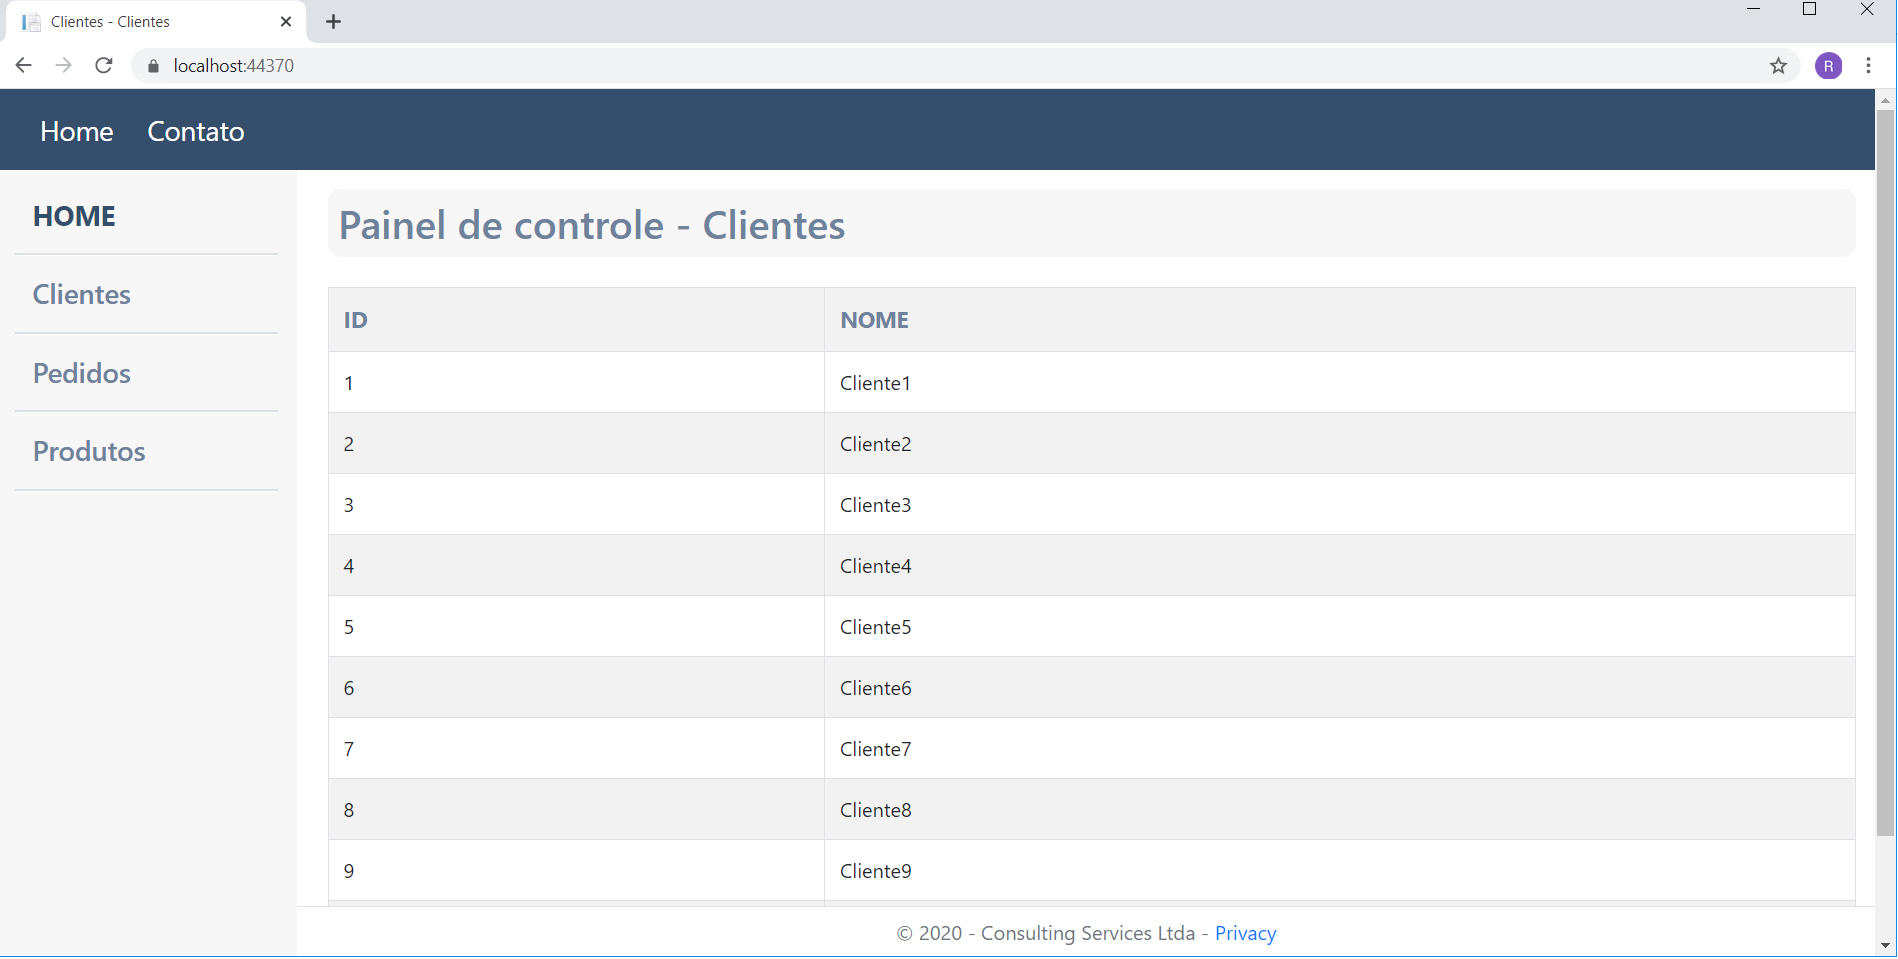 Clientes - Clientes
localhost:44370
R
Home Contato
HOME
Clientes
Pedidos
Produtos
Painel de controle - Clientes
ID NOME
1 Cliente1
2 Cliente2
3 Cliente3
4 Cliente4
5 Cliente5
6 Cliente6
7 Cliente7
8 Cliente8
9 Cliente9
© 2020 - Consulting Services Ltda - Privacy